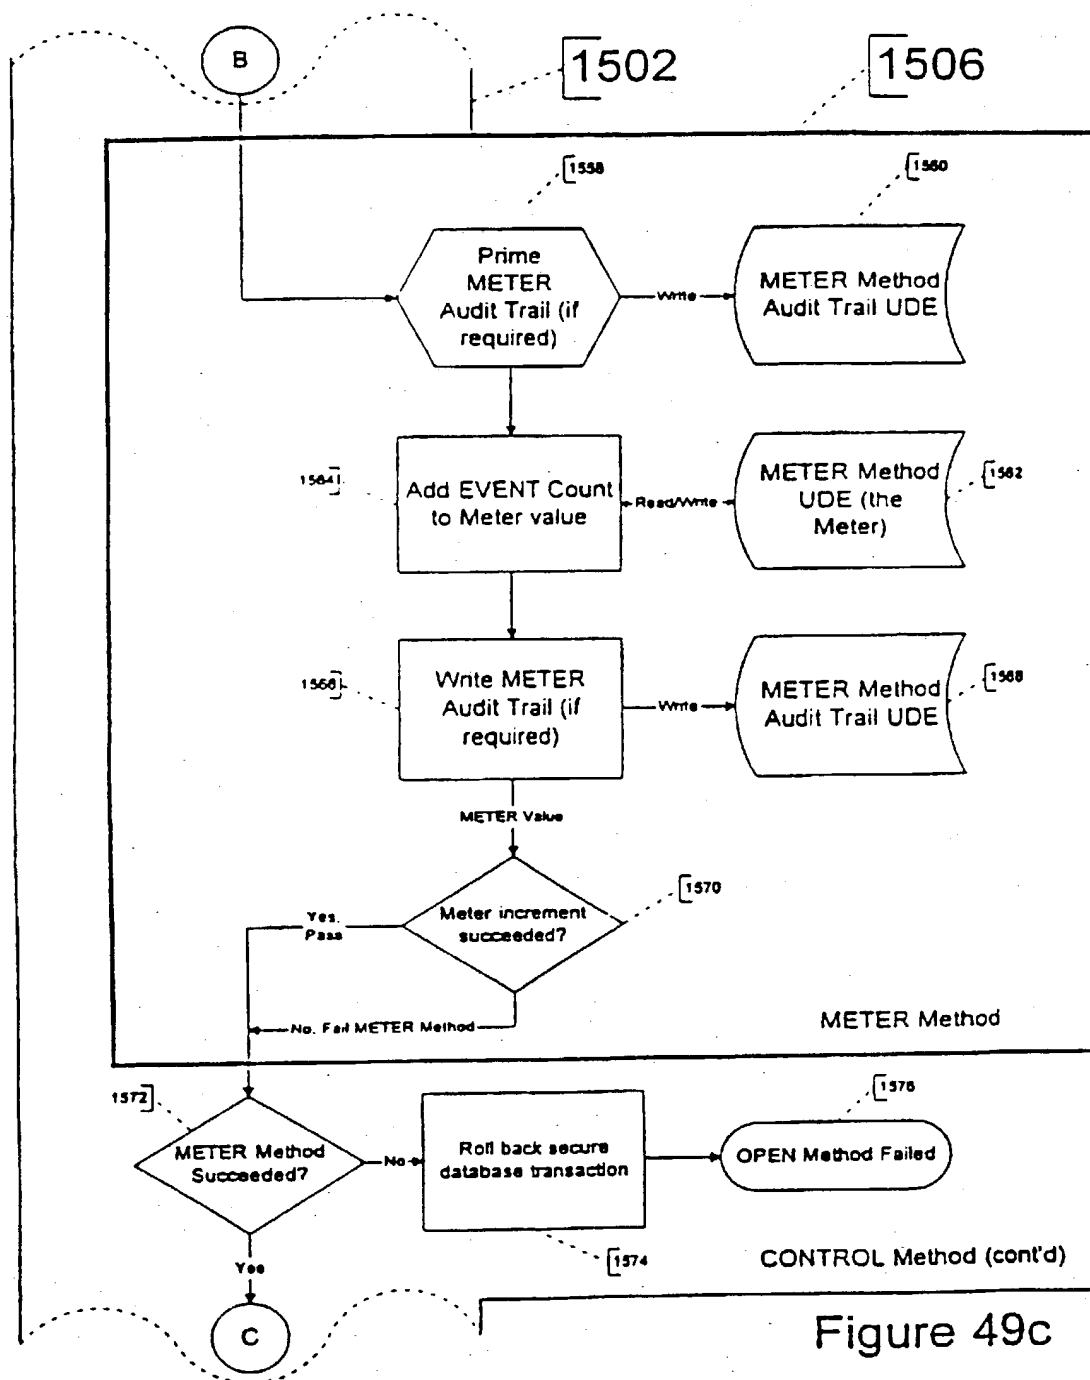 B
1502
1506
1558
1560
Prime
METER
Audit Trail (if
required)
Write
METER Method
Audit Trail UDE
1564
Add EVENT Count
to Meter value
Read/Write
METER Method
UDE (the
Meter)
1562
1566
Write METER
Audit Trail (if
required)
Write
METER Method
Audit Trail UDE
1568
METER Value
Meter increment
succeeded?
1570
Yes,
Pass
No, Fail METER Method
METER Method
1572
METER Method
Succeeded?
No
Roll back secure
database transaction
1574
OPEN Method Failed
1576
CONTROL Method (cont'd)
Yes
C
Figure 49c